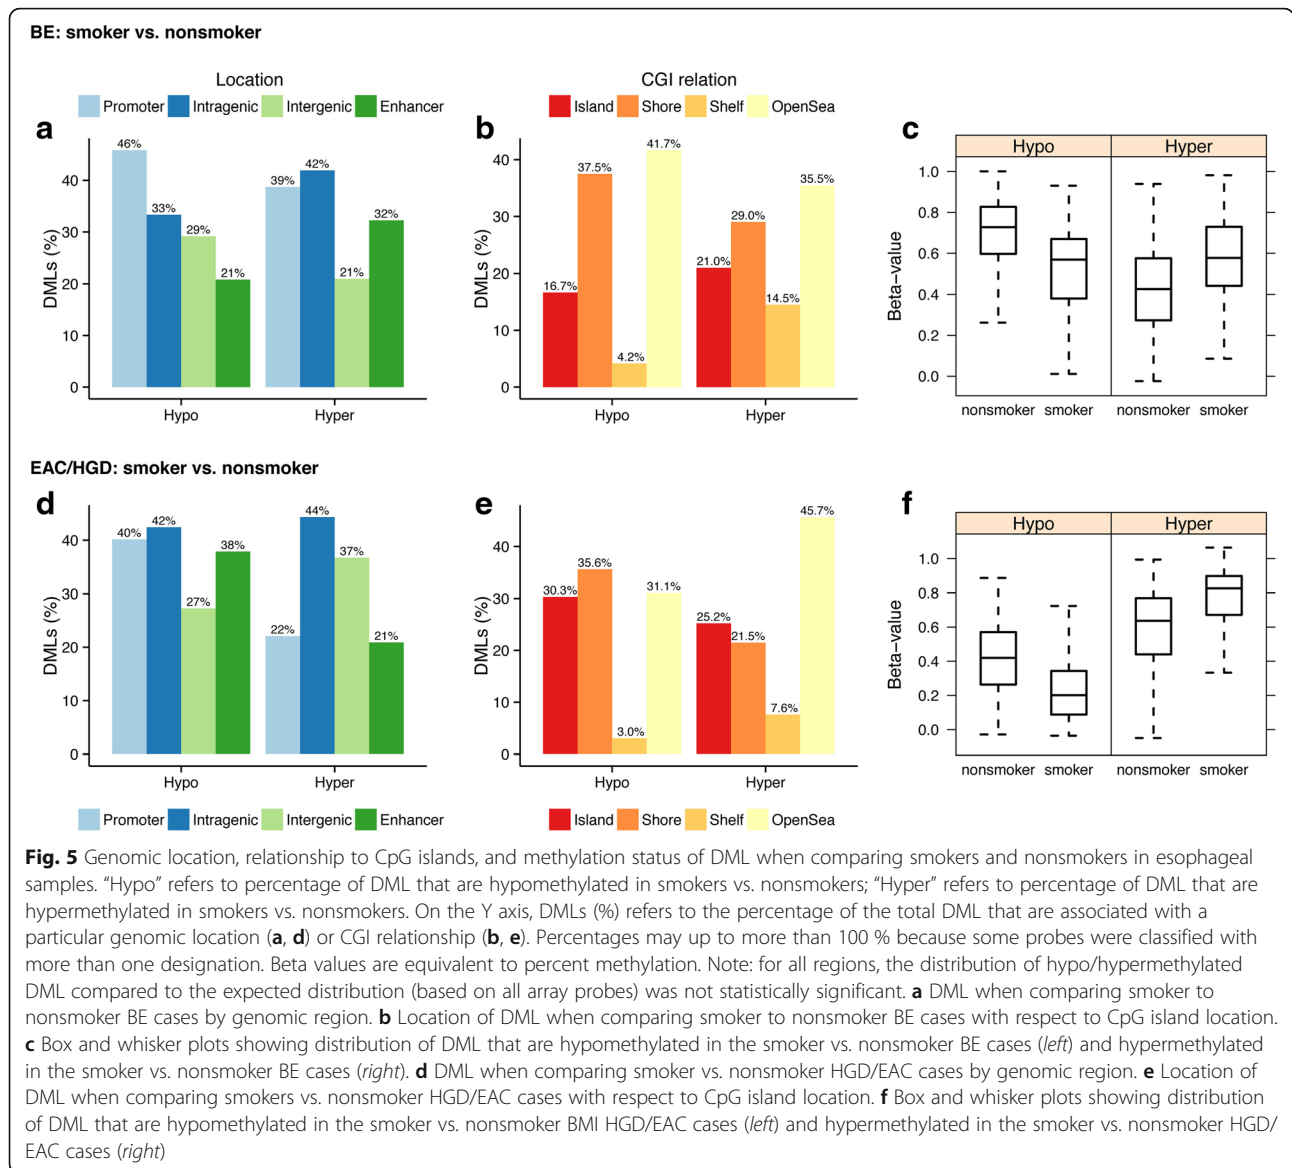 BE: smoker vs. nonsmoker
Location
Promoter Intragenic Intergenic Enhancer
CGI relation
Island Shore Shelf OpenSea
a
DMLs (%)
40
30
20
10
0
46%
33%
29%
21%
39%
42%
21%
32%
Hypo Hyper
b
DMLs (%)
40
30
20
10
0
16.7%
37.5%
4.2%
41.7%
21.0%
29.0%
14.5%
35.5%
Hypo Hyper
c
Hypo Hyper
Beta-value
1.0
0.8
0.6
0.4
0.2
0.0
nonsmoker smoker nonsmoker smoker
EAC/HGD: smoker vs. nonsmoker
d
DMLs (%)
40
30
20
10
0
40%
42%
27%
38%
22%
44%
37%
21%
Hypo Hyper
Promoter Intragenic Intergenic Enhancer
e
DMLs (%)
40
30
20
10
0
30.3%
35.6%
3.0%
31.1%
25.2%
21.5%
7.6%
45.7%
Hypo Hyper
Island Shore Shelf OpenSea
f
Hypo Hyper
Beta-value
1.0
0.8
0.6
0.4
0.2
0.0
nonsmoker smoker nonsmoker smoker
Fig. 5 Genomic location, relationship to CpG islands, and methylation status of DML when comparing smokers and nonsmokers in esophageal
samples. “Hypo” refers to percentage of DML that are hypomethylated in smokers vs. nonsmokers; “Hyper” refers to percentage of DML that are
hypermethylated in smokers vs. nonsmokers. On the Y axis, DMLs (%) refers to the percentage of the total DML that are associated with a
particular genomic location (a, d) or CGI relationship (b, e). Percentages may up to more than 100 % because some probes were classified with
more than one designation. Beta values are equivalent to percent methylation. Note: for all regions, the distribution of hypo/hypermethylated
DML compared to the expected distribution (based on all array probes) was not statistically significant. a DML when comparing smoker to
nonsmoker BE cases by genomic region. b Location of DML when comparing smoker to nonsmoker BE cases with respect to CpG island location.
c Box and whisker plots showing distribution of DML that are hypomethylated in the smoker vs. nonsmoker BE cases (left) and hypermethylated
in the smoker vs. nonsmoker BE cases (right). d DML when comparing smoker vs. nonsmoker HGD/EAC cases by genomic region. e Location of
DML when comparing smokers vs. nonsmoker HGD/EAC cases with respect to CpG island location. f Box and whisker plots showing distribution
of DML that are hypomethylated in the smoker vs. nonsmoker BMI HGD/EAC cases (left) and hypermethylated in the smoker vs. nonsmoker HGD/
EAC cases (right)